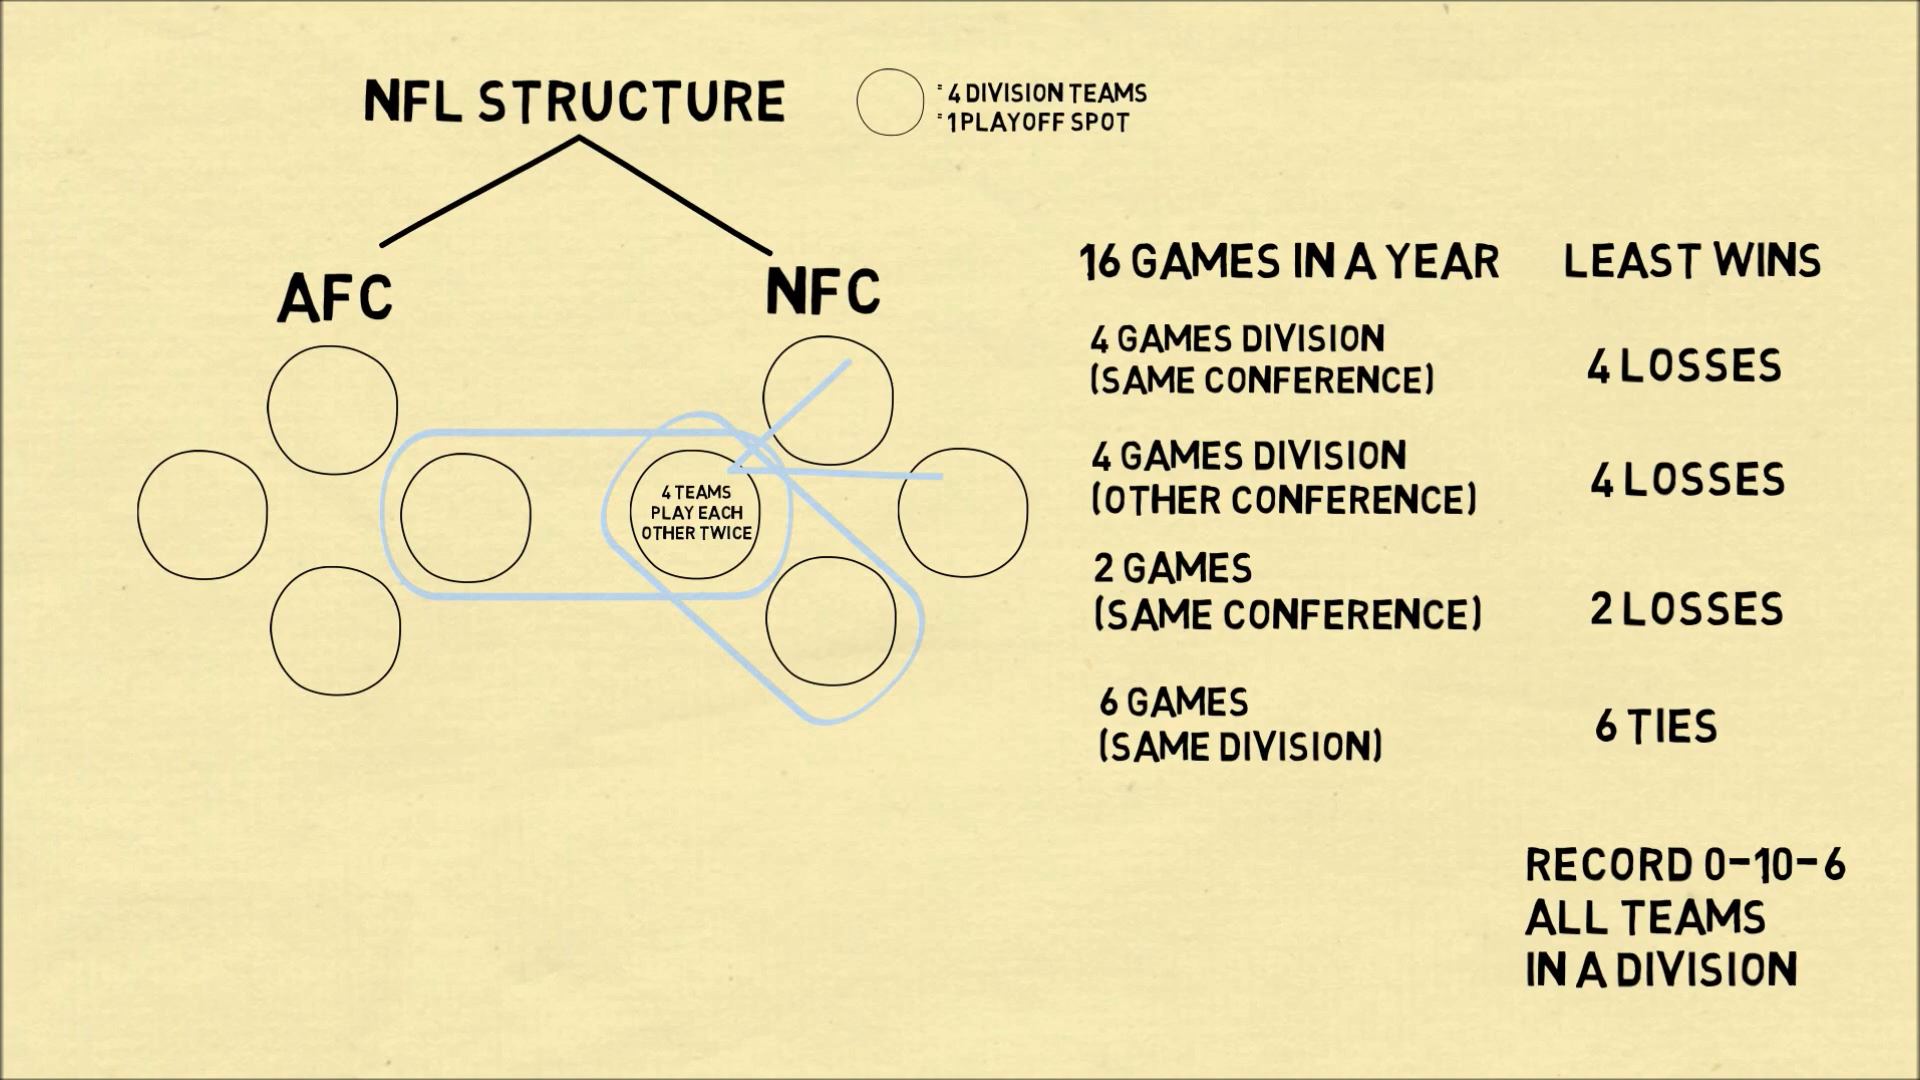 NFL STRUCTURE
= 4 DIVISION TEAMS
= 1 PLAYOFF SPOT
AFC
NFC
4 TEAMS
PLAY EACH
OTHER TWICE
16 GAMES IN A YEAR
LEAST WINS
4 GAMES DIVISION
(SAME CONFERENCE)
4 LOSSES
4 GAMES DIVISION
(OTHER CONFERENCE)
4 LOSSES
2 GAMES
(SAME CONFERENCE)
2 LOSSES
6 GAMES
(SAME DIVISION)
6 TIES
RECORD 0-10-6
ALL TEAMS
IN A DIVISION